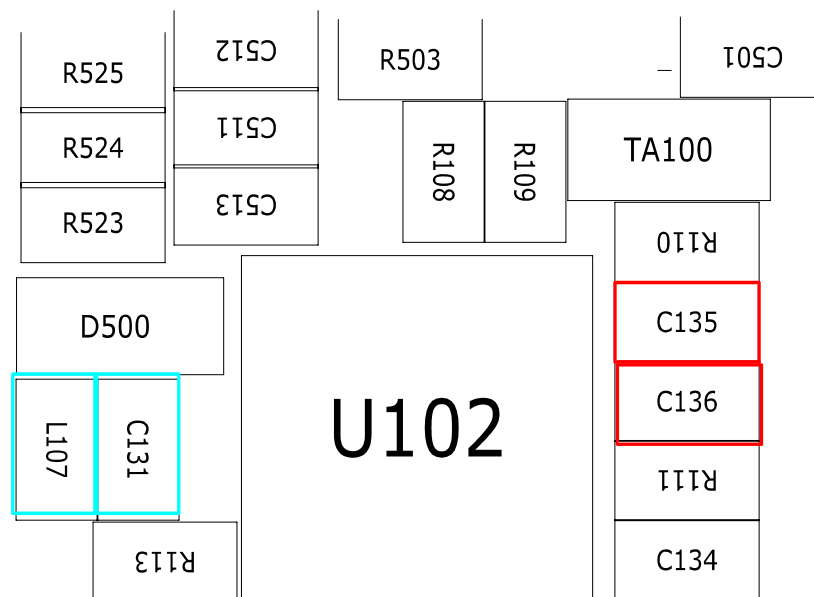 R525
C512
R503
C501
R524
C511
R108
R109
TA100
R523
C513
R110
D500
C135
L107
C131
U102
C136
R111
R113
C134